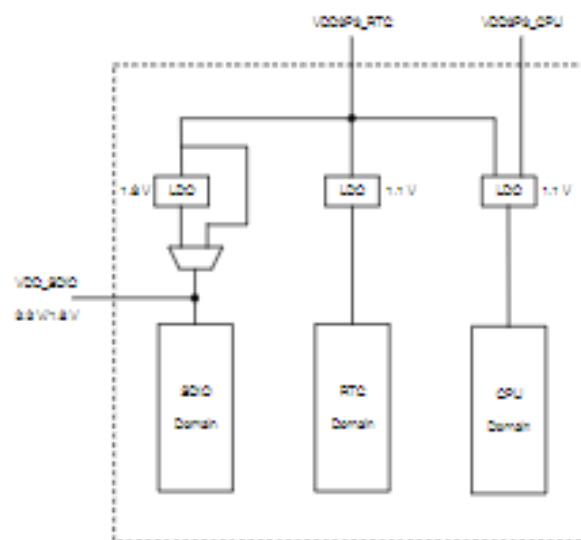 VDD3P3_RTC
VDD3P3_CPU
1.8 V
LDO
LDO
1.1 V
LDO
1.1 V
VDD_SDIO
3.3 V/1.8 V
SDIO
Domain
RTC
Domain
CPU
Domain